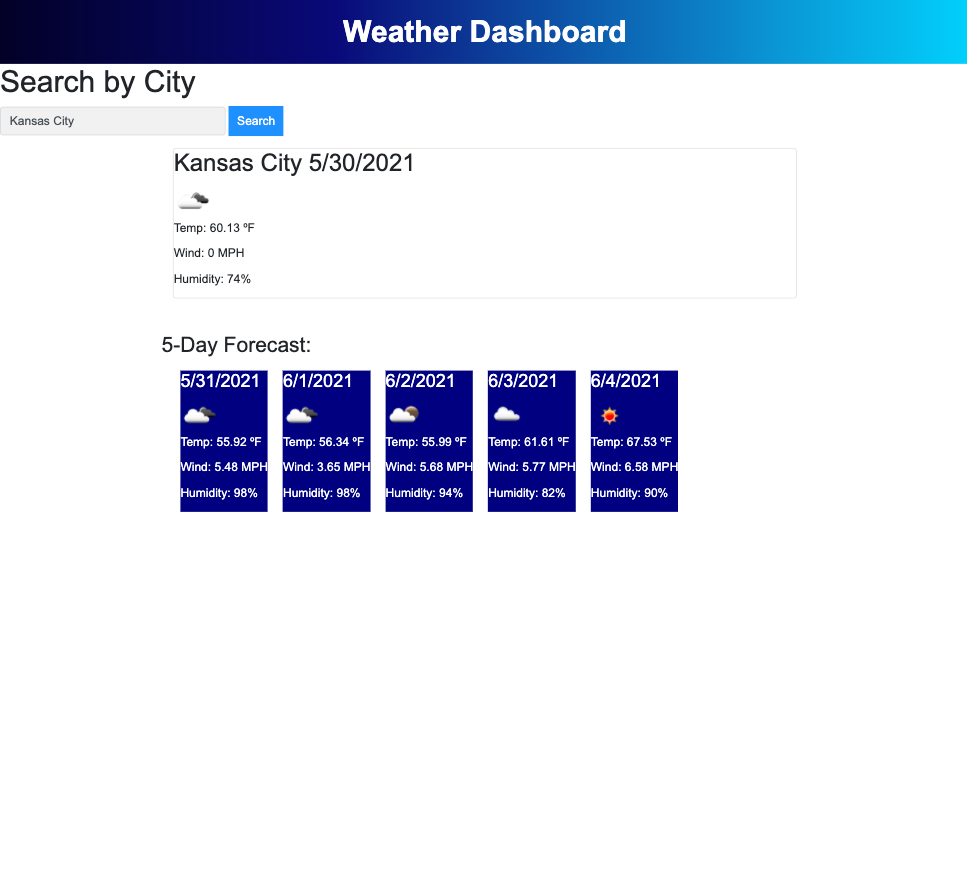 Weather Dashboard
Search by City
Kansas City
Search
Kansas City 5/30/2021
Temp: 60.13 ºF
Wind: 0 MPH
Humidity: 74%
5-Day Forecast:
5/31/2021
Temp: 55.92 ºF
Wind: 5.48 MPH
Humidity: 98%
6/1/2021
Temp: 56.34 ºF
Wind: 3.65 MPH
Humidity: 98%
6/2/2021
Temp: 55.99 ºF
Wind: 5.68 MPH
Humidity: 94%
6/3/2021
Temp: 61.61 ºF
Wind: 5.77 MPH
Humidity: 82%
6/4/2021
Temp: 67.53 ºF
Wind: 6.58 MPH
Humidity: 90%